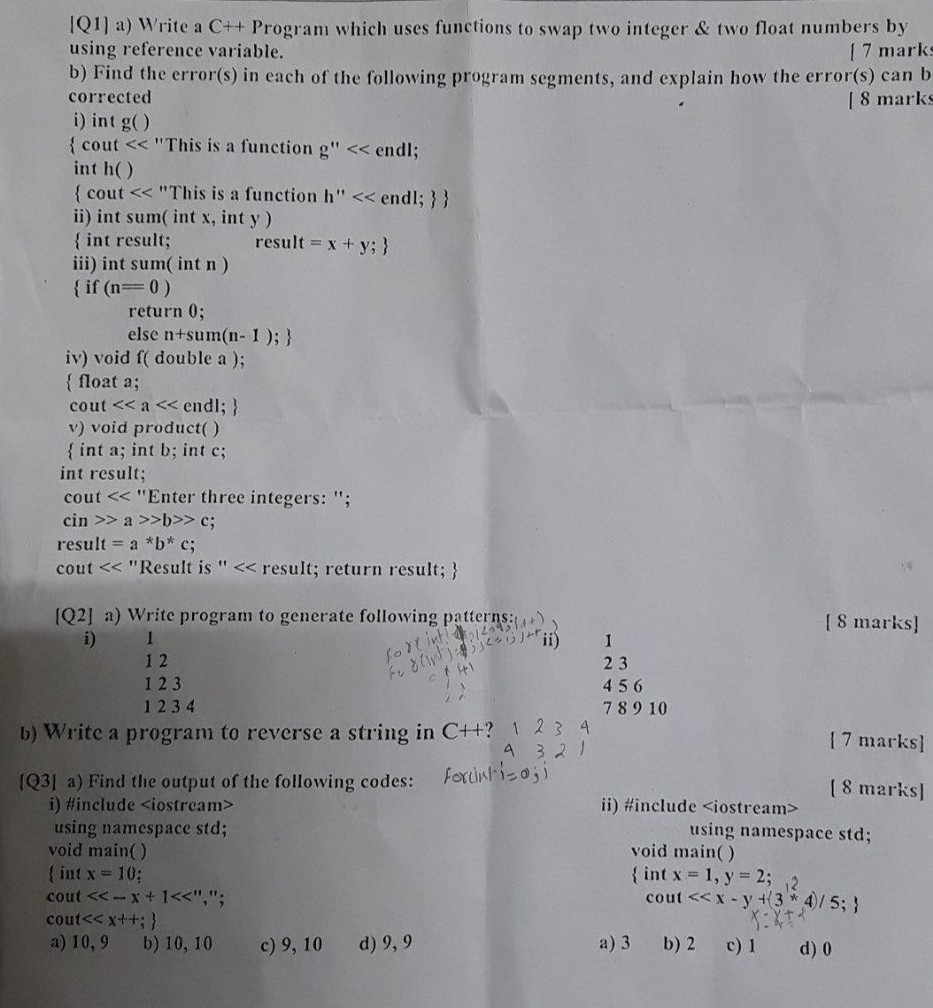 [Q1] a) Write a C++ Program which uses functions to swap two integer & two float numbers by
using reference variable. [ 7 marks
b) Find the error(s) in each of the following program segments, and explain how the error(s) can b
corrected [ 8 marks
i) int g( )
{ cout << "This is a function g" << endl;
int h( )
{ cout << "This is a function h" << endl; } }
ii) int sum( int x, int y )
{ int result; result = x + y; }
iii) int sum( int n )
{ if (n== 0 )
return 0;
else n+sum(n- 1 ); }
iv) void f( double a );
{ float a;
cout << a << endl; }
v) void product( )
{ int a; int b; int c;
int result;
cout << "Enter three integers: ";
cin >> a >>b>> c;
result = a *b* c;
cout << "Result is " << result; return result; }
[Q2] a) Write program to generate following patterns: [ 8 marks]
i) 1 ii) 1
1 2 2 3
1 2 3 4 5 6
1 2 3 4 7 8 9 10
b) Write a program to reverse a string in C++? 1 2 3 4 [ 7 marks]
4 3 2 1
[Q3] a) Find the output of the following codes: For(int i=0; i [ 8 marks]
i) #include <iostream> ii) #include <iostream>
using namespace std; using namespace std;
void main( ) void main( )
{ int x = 10; { int x = 1, y = 2; 12
cout <<-- x + 1<<","; cout << x - y +(3 * 4)/ 5; }
cout<< x++; }
a) 10, 9 b) 10, 10 c) 9, 10 d) 9, 9 a) 3 b) 2 c) 1 d) 0